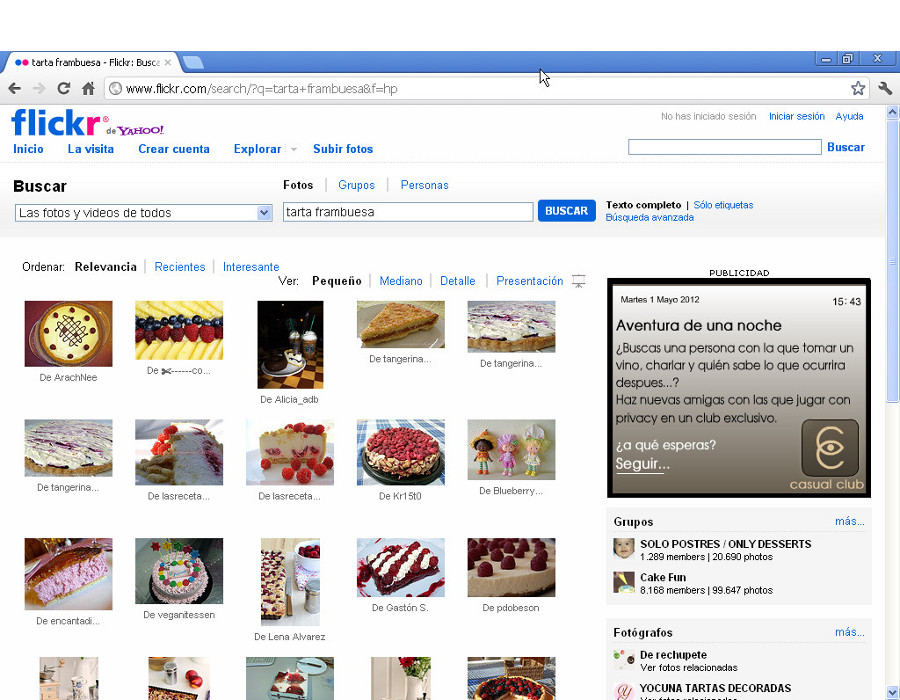 tarta frambuesa - Flickr: Busca
www.flickr.com/search/?q=tarta+frambuesa&f=hp
flickr® de YAHOO!
No has iniciado sesión Iniciar sesión Ayuda
Inicio La visita Crear cuenta Explorar Subir fotos Buscar
Buscar
Fotos Grupos Personas
Las fotos y videos de todos
tarta frambuesa
BUSCAR
Texto completo | Sólo etiquetas
Búsqueda avanzada
Ordenar: Relevancia Recientes Interesante
Ver: Pequeño Mediano Detalle Presentación
De ArachNee
De ✄------co...
De Alicia_adb
De tangerina...
De tangerina...
De tangerina...
De lasreceta...
De lasreceta...
De Kr15t0
De Blueberry...
De encantadi...
De veganitessen
De Lena Alvarez
De Gastón S.
De pdobeson
PUBLICIDAD
Martes 1 Mayo 2012 15:43
Aventura de una noche
¿Buscas una persona con la que tomar un
vino, charlar y quién sabe lo que ocurrira
despues...?
Haz nuevas amigas con las que jugar con
privacy en un club exclusivo.
¿a qué esperas?
Seguir...
casual club
Grupos más...
SOLO POSTRES / ONLY DESSERTS
1.289 members | 20.690 photos
Cake Fun
8.168 members | 99.647 photos
Fotógrafos más...
De rechupete
Ver fotos relacionadas
YOCUNA TARTAS DECORADAS
Ver fotos relacionadas